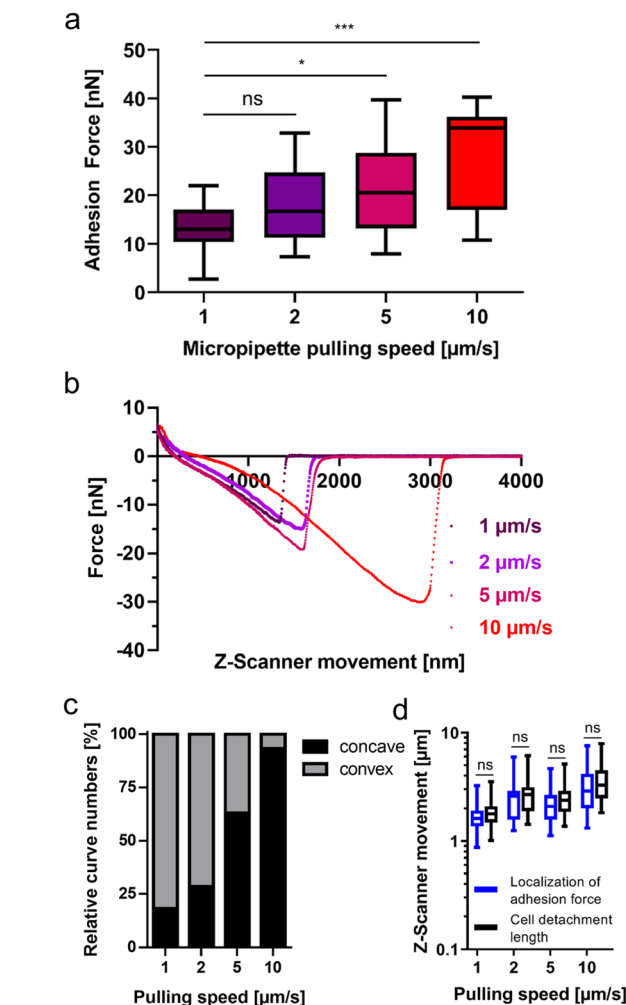 a
***
*
ns
Adhesion Force [nN]
50
40
30
20
10
0
1 2 5 10
Micropipette pulling speed [µm/s]
b
Force [nN]
10
0
-10
-20
-30
-40
1000 2000 3000 4000
1 µm/s
2 µm/s
5 µm/s
10 µm/s
Z-Scanner movement [nm]
c
Relative curve numbers [%]
100
75
50
25
0
concave
convex
1 2 5 10
Pulling speed [µm/s]
d
Z-Scanner movement [µm]
10
1
0.1
ns ns ns ns
Localization of
adhesion force
Cell detachment
length
1 2 5 10
Pulling speed [µm/s]